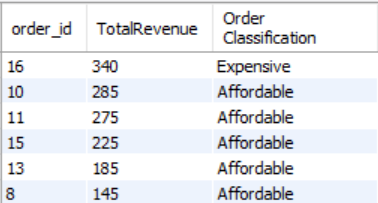 order_id TotalRevenue Order
Classification
16 340 Expensive
10 285 Affordable
11 275 Affordable
15 225 Affordable
13 185 Affordable
8 145 Affordable